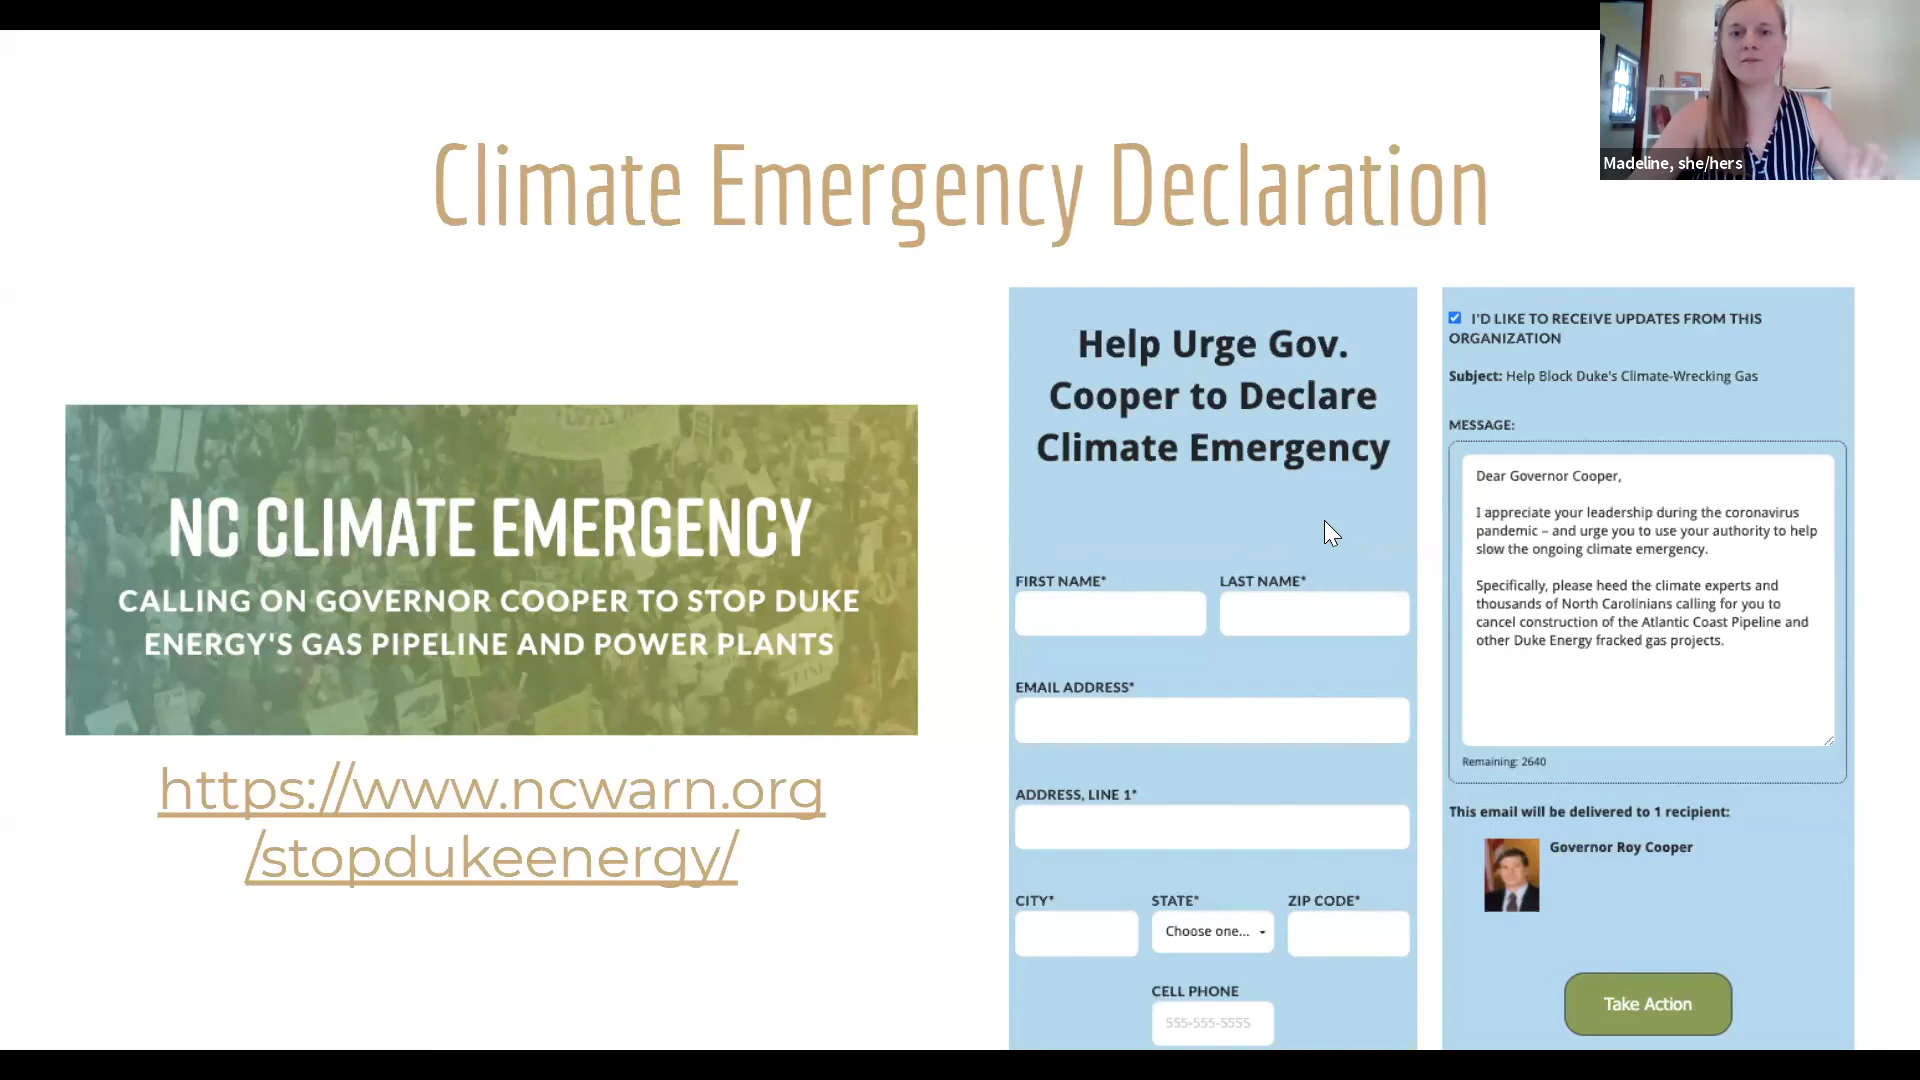 Madeline, she/hers
Climate Emergency Declaration
NC CLIMATE EMERGENCY
CALLING ON GOVERNOR COOPER TO STOP DUKE
ENERGY'S GAS PIPELINE AND POWER PLANTS
https://www.ncwarn.org
/stopdukeenergy/
Help Urge Gov.
Cooper to Declare
Climate Emergency
FIRST NAME*
LAST NAME*
EMAIL ADDRESS*
ADDRESS, LINE 1*
CITY*
STATE*
ZIP CODE*
Choose one...
CELL PHONE
555-555-5555
I'D LIKE TO RECEIVE UPDATES FROM THIS
ORGANIZATION
Subject: Help Block Duke's Climate-Wrecking Gas
MESSAGE:
Dear Governor Cooper,
I appreciate your leadership during the coronavirus
pandemic – and urge you to use your authority to help
slow the ongoing climate emergency.
Specifically, please heed the climate experts and
thousands of North Carolinians calling for you to
cancel construction of the Atlantic Coast Pipeline and
other Duke Energy fracked gas projects.
Remaining: 2640
This email will be delivered to 1 recipient:
Governor Roy Cooper
Take Action